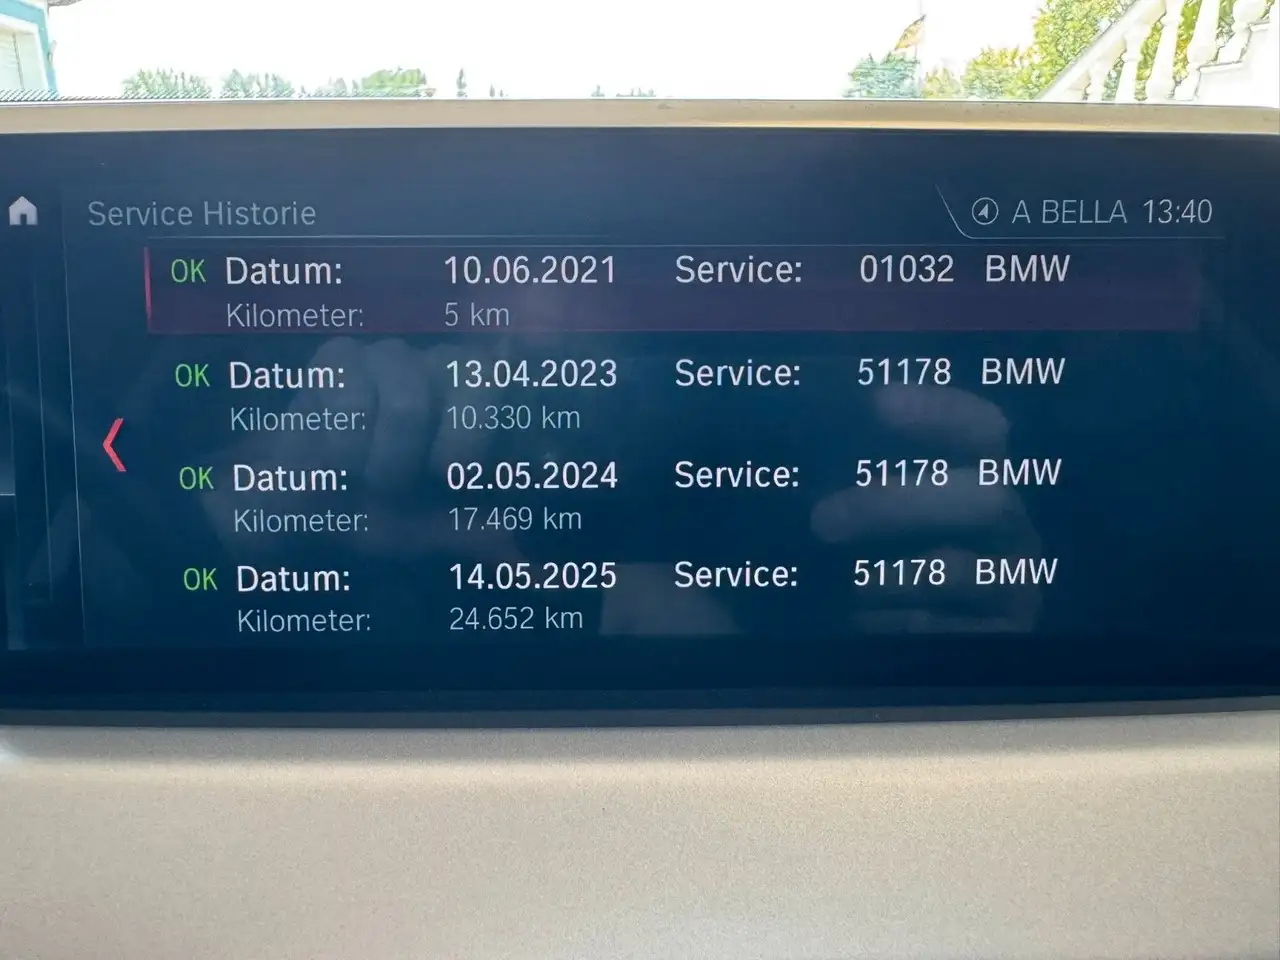 Service Historie A BELLA 13:40
OK Datum: 10.06.2021 Service: 01032 BMW
Kilometer: 5 km
OK Datum: 13.04.2023 Service: 51178 BMW
Kilometer: 10.330 km
OK Datum: 02.05.2024 Service: 51178 BMW
Kilometer: 17.469 km
OK Datum: 14.05.2025 Service: 51178 BMW
Kilometer: 24.652 km